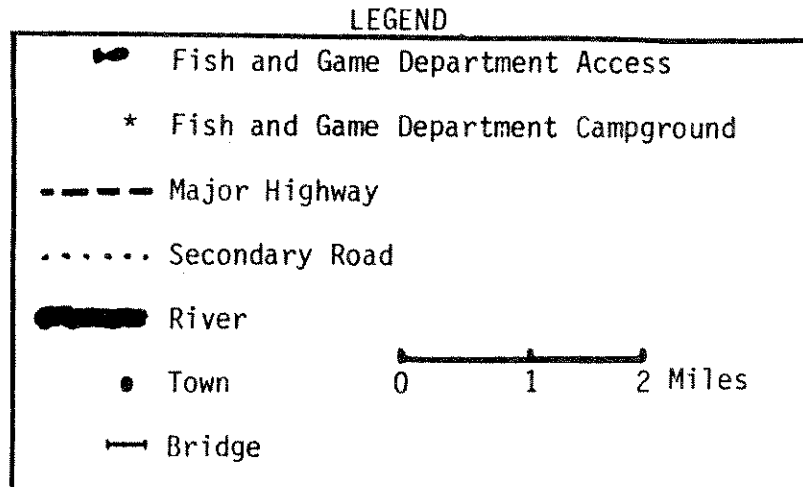 LEGEND
Fish and Game Department Access
* Fish and Game Department Campground
Major Highway
Secondary Road
River
Town
0 1 2 Miles
Bridge